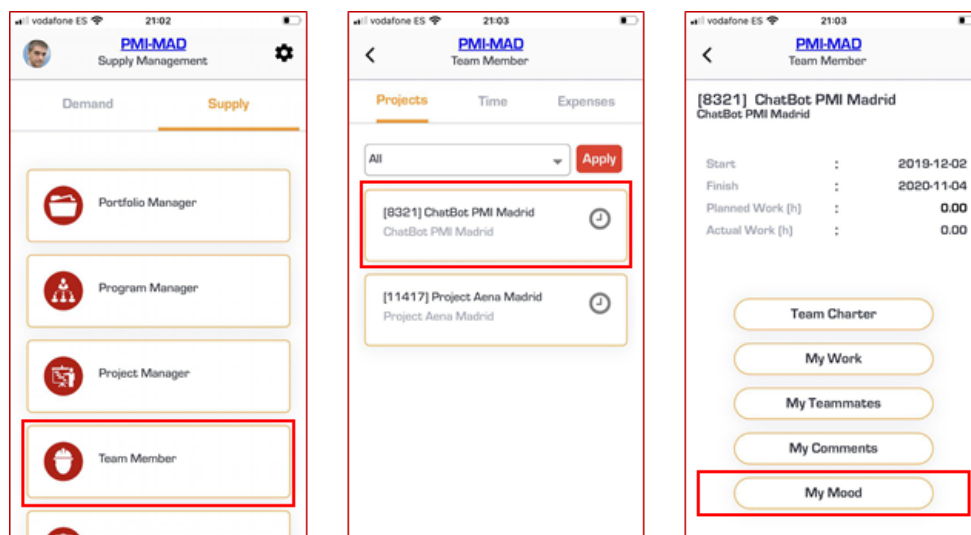 vodafone ES 21:02
PMI-MAD
Supply Management
Demand Supply
Portfolio Manager
Program Manager
Project Manager
Team Member
vodafone ES 21:03
PMI-MAD
Team Member
Projects Time Expenses
All Apply
[8321] ChatBot PMI Madrid
ChatBot PMI Madrid
[11417] Project Aena Madrid
Project Aena Madrid
vodafone ES 21:03
PMI-MAD
Team Member
[8321] ChatBot PMI Madrid
ChatBot PMI Madrid
Start : 2019-12-02
Finish : 2020-11-04
Planned Work [h] : 0.00
Actual Work [h] : 0.00
Team Charter
My Work
My Teammates
My Comments
My Mood